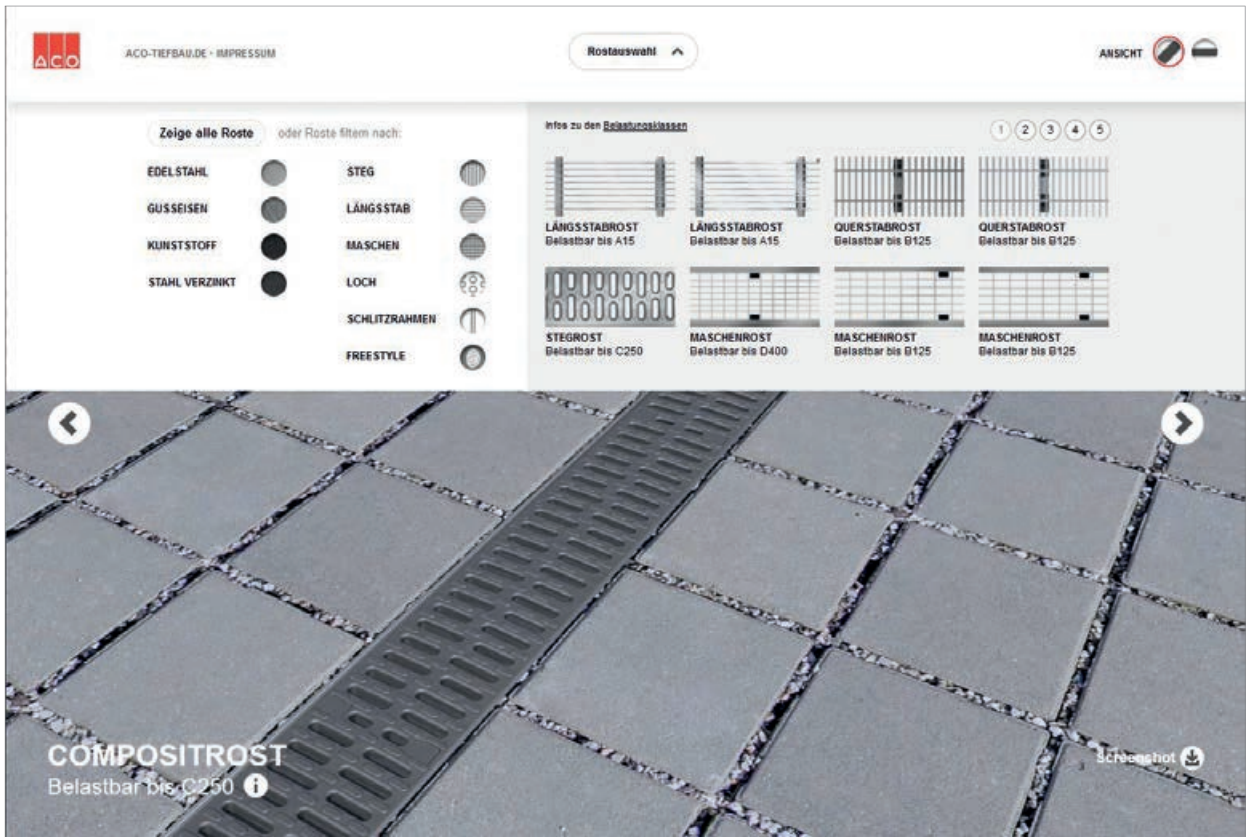 ACO
ACO-TIEFBAU.DE · IMPRESSUM
Rostauswahl
ANSICHT
Zeige alle Roste oder Roste filtern nach:
EDELSTAHL
GUSSEISEN
KUNSTSTOFF
STAHL VERZINKT
STEG
LÄNGSSTAB
MASCHEN
LOCH
SCHLITZRAHMEN
FREESTYLE
Infos zu den Belastungsklassen
1 2 3 4 5
LÄNGSSTABROST
Belastbar bis A15
LÄNGSSTABROST
Belastbar bis A15
QUERSTABROST
Belastbar bis B125
QUERSTABROST
Belastbar bis B125
STEGROST
Belastbar bis C250
MASCHENROST
Belastbar bis D400
MASCHENROST
Belastbar bis B125
MASCHENROST
Belastbar bis B125
COMPOSITROST
Belastbar bis C250 i
Screenshot